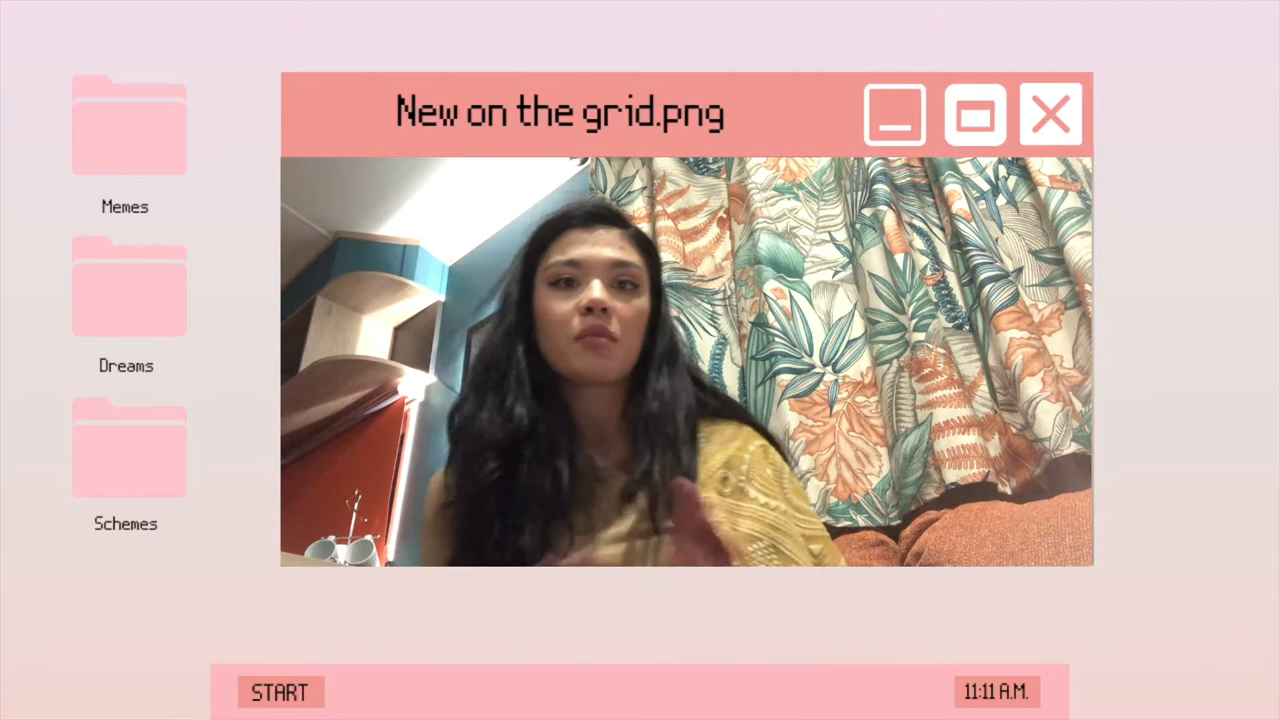 New on the grid.png
Memes
Dreams
Schemes
START
11:11 A.M.